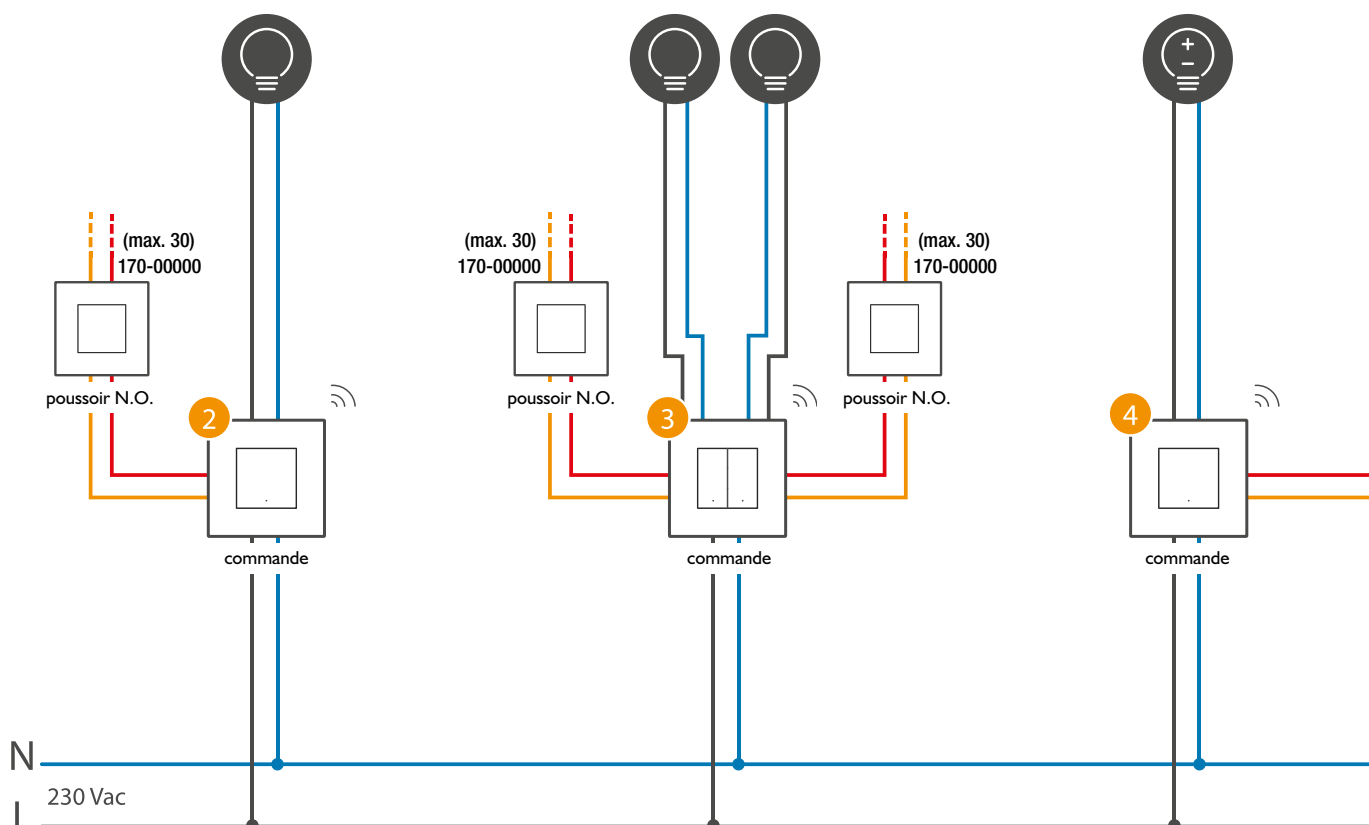 (max. 30)
170-00000
poussoir N.O.
2
commande
(max. 30)
170-00000
poussoir N.O.
3
commande
(max. 30)
170-00000
poussoir N.O.
+
−
4
commande
N
230 Vac